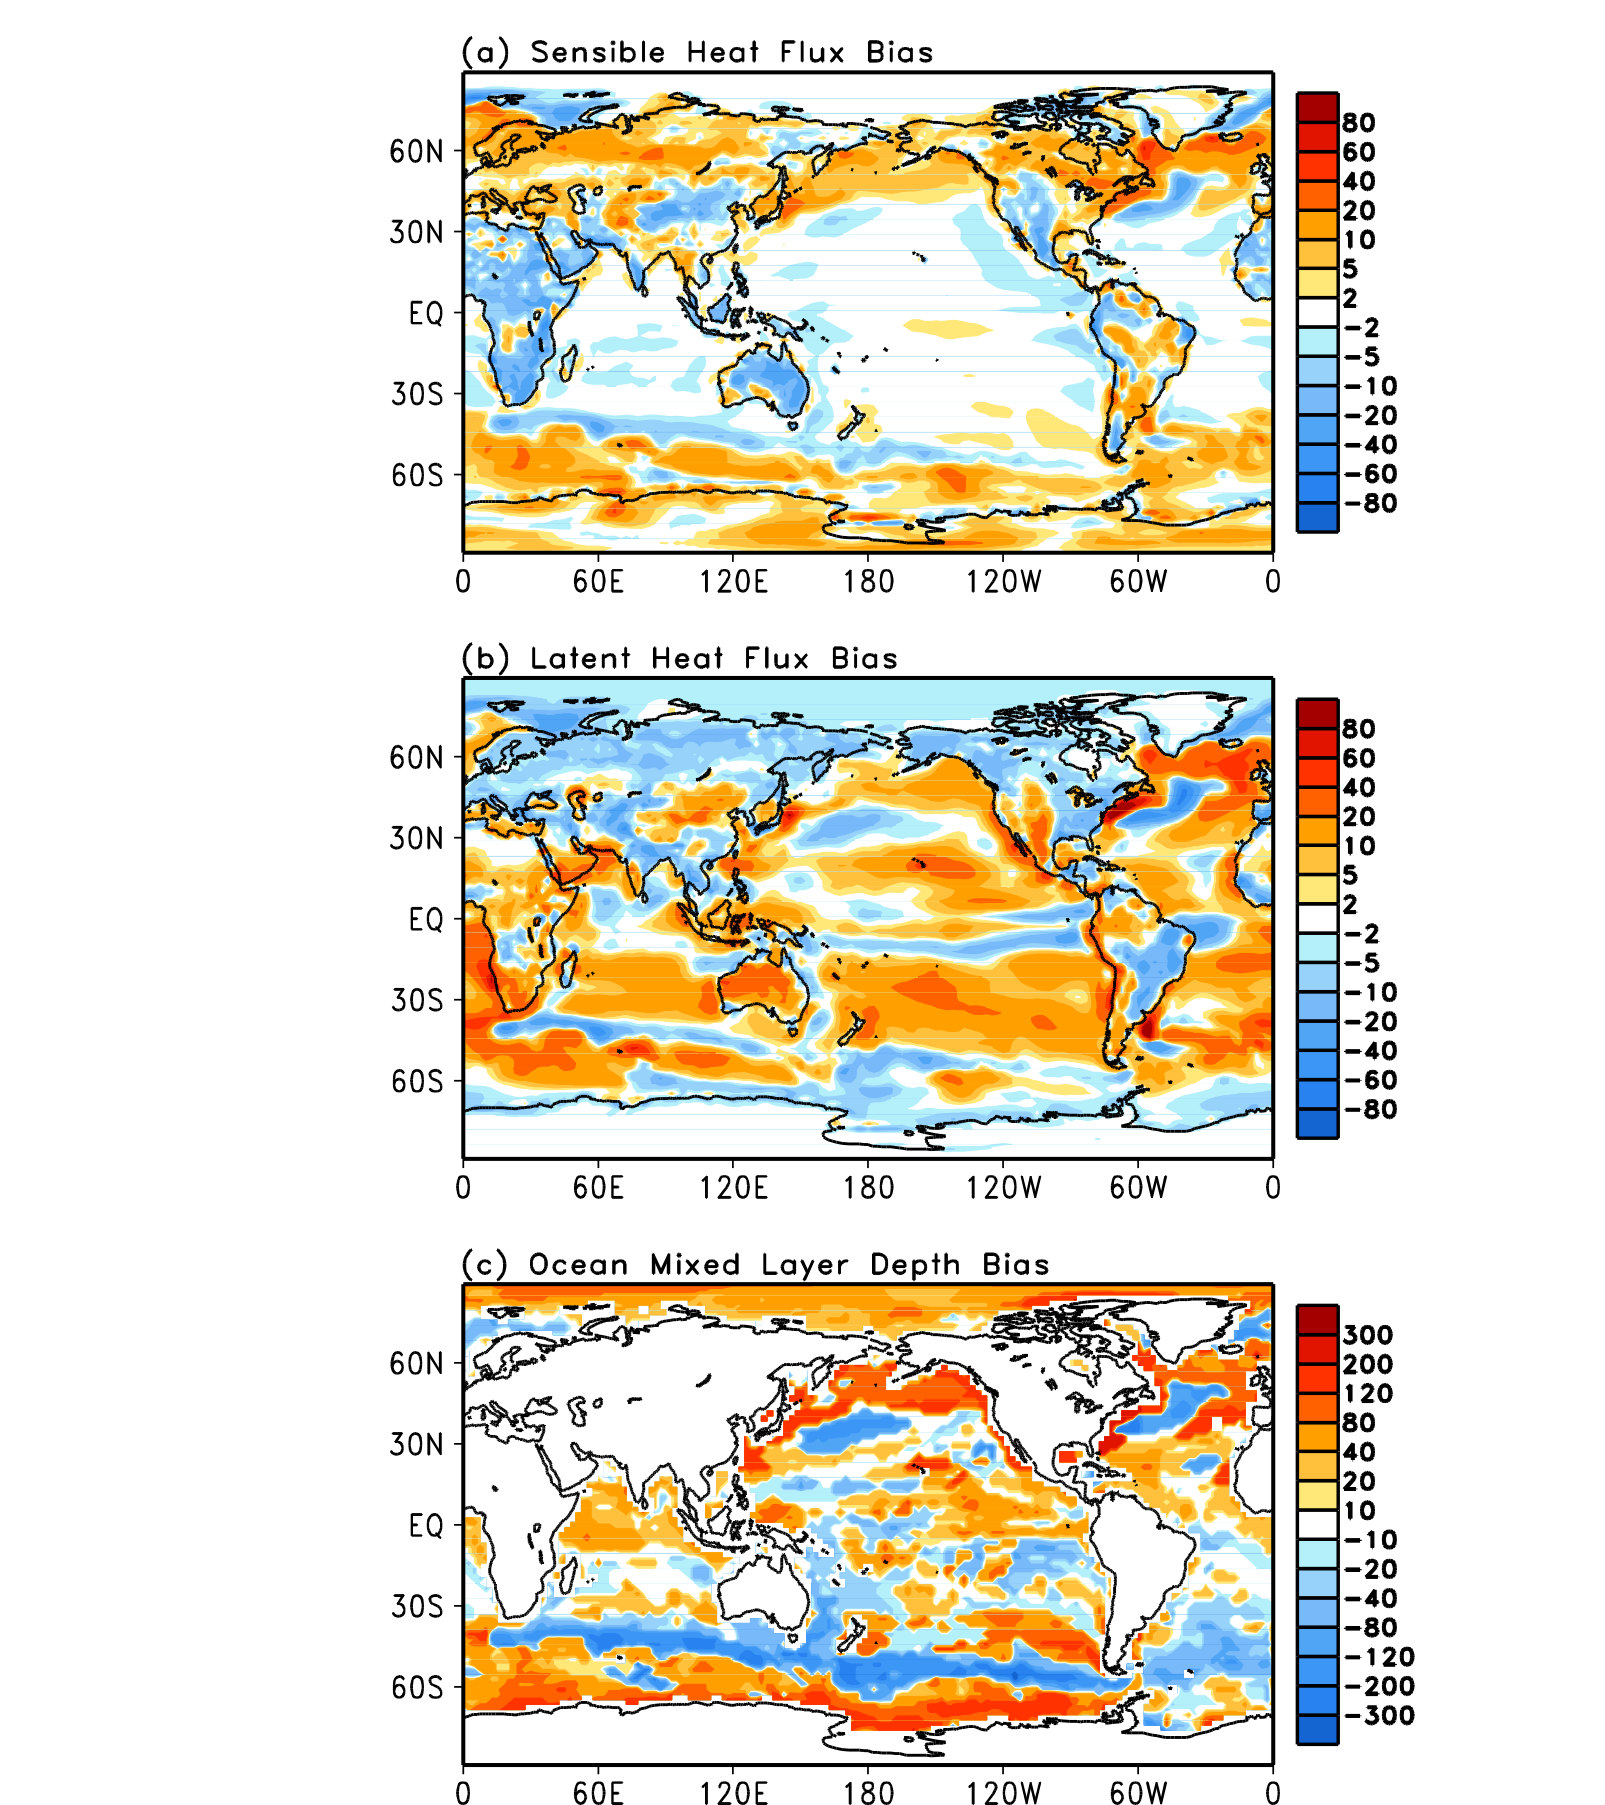 (a) Sensible Heat Flux Bias
60N
30N
EQ
30S
60S
0 60E 120E 180 120W 60W 0
80
60
40
20
10
5
2
-2
-5
-10
-20
-40
-60
-80
(b) Latent Heat Flux Bias
60N
30N
EQ
30S
60S
0 60E 120E 180 120W 60W 0
80
60
40
20
10
5
2
-2
-5
-10
-20
-40
-60
-80
(c) Ocean Mixed Layer Depth Bias
60N
30N
EQ
30S
60S
0 60E 120E 180 120W 60W 0
300
200
120
80
40
20
10
-10
-20
-40
-80
-120
-200
-300